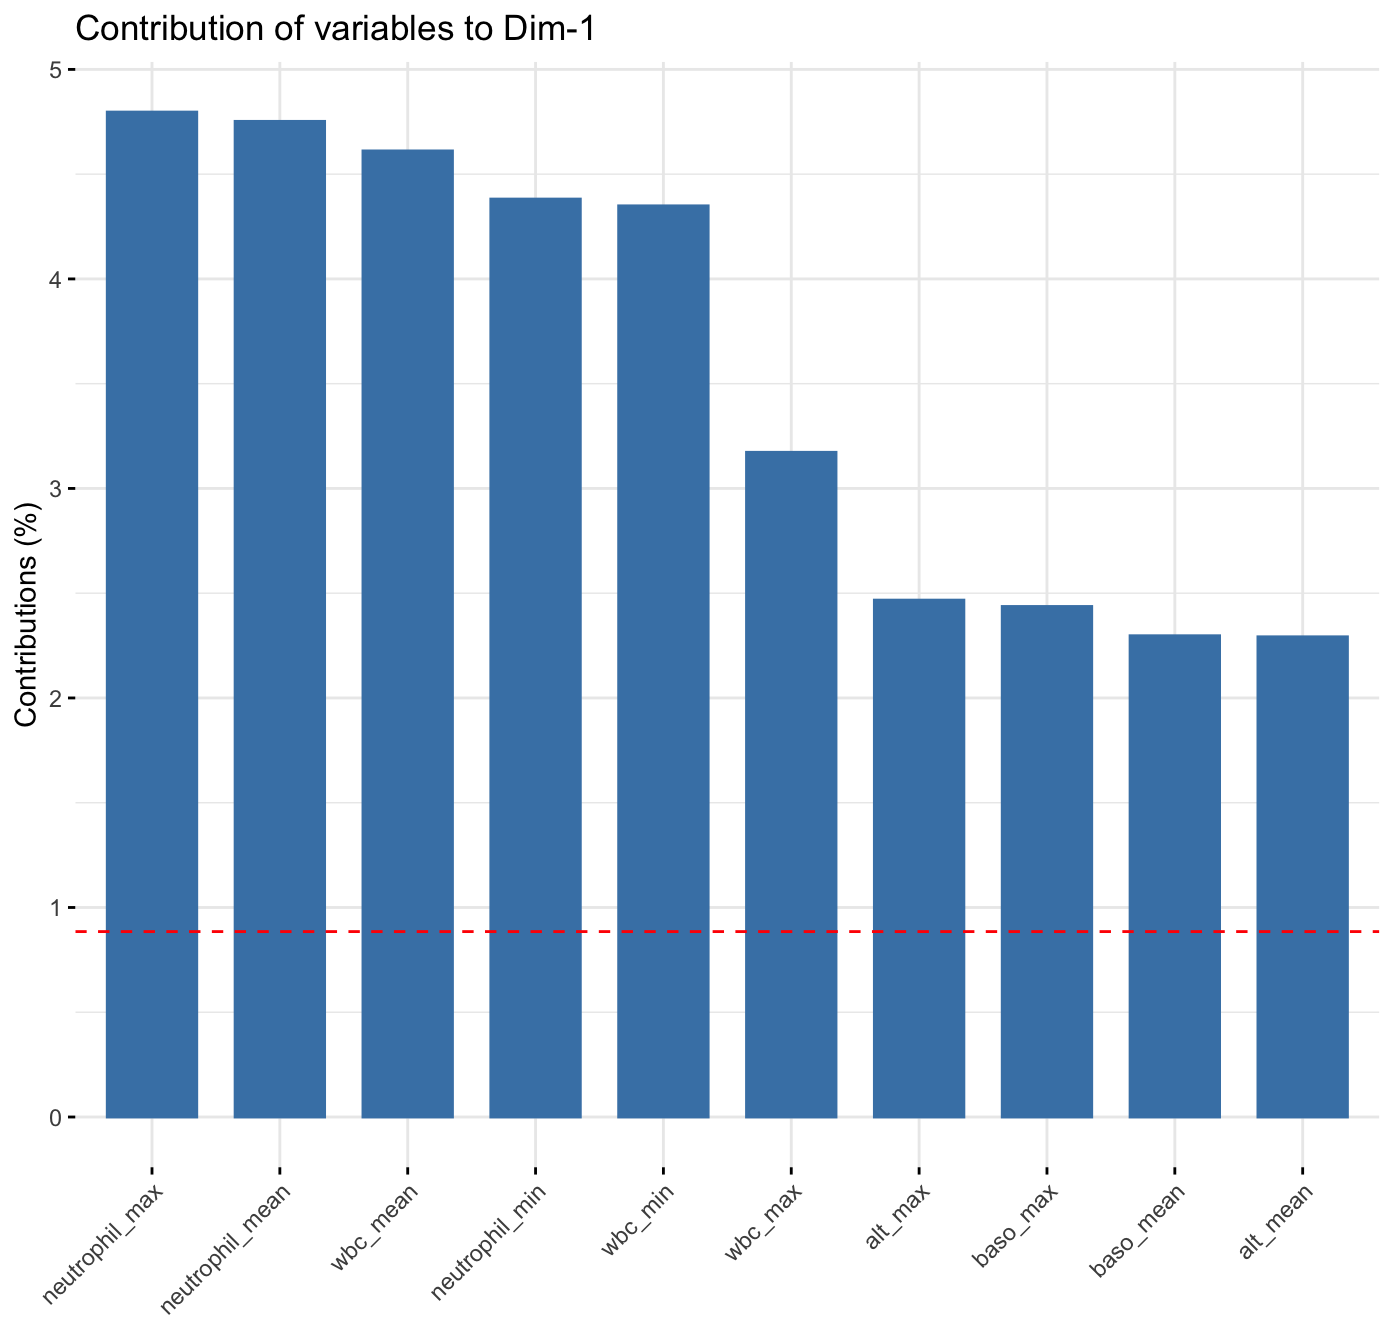 Contribution of variables to Dim-1
Contributions (%)
5
4
3
2
1
0
neutrophil_max
neutrophil_mean
wbc_mean
neutrophil_min
wbc_min
wbc_max
alt_max
baso_max
baso_mean
alt_mean